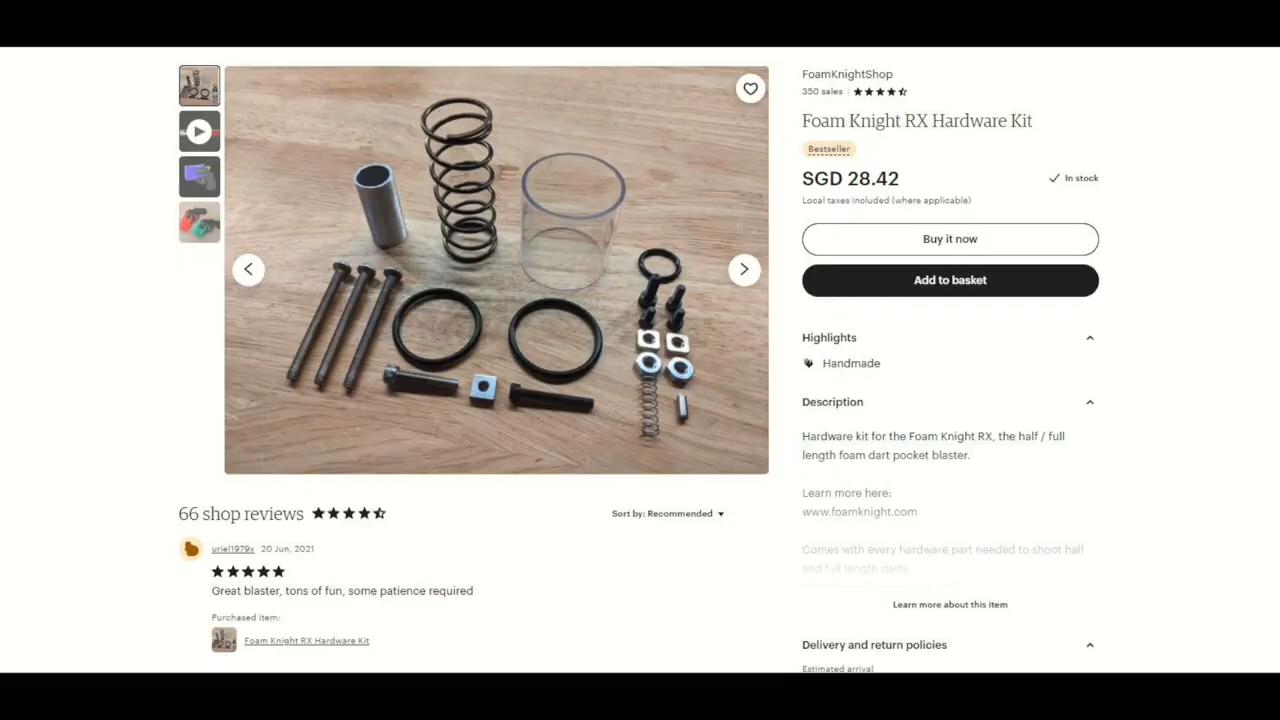 FoamKnightShop
350 sales
Foam Knight RX Hardware Kit
Bestseller
SGD 28.42
In stock
Local taxes included (where applicable)
Buy it now
Add to basket
Highlights
Handmade
Description
Hardware kit for the Foam Knight RX, the half / full
length foam dart pocket blaster.
Learn more here:
www.foamknight.com
Comes with every hardware part needed to shoot half
and full length darts.
Learn more about this item
Delivery and return policies
Estimated arrival
66 shop reviews
Sort by: Recommended
uriel1979x 20 Jun, 2021
Great blaster, tons of fun, some patience required
Purchased item:
Foam Knight RX Hardware Kit